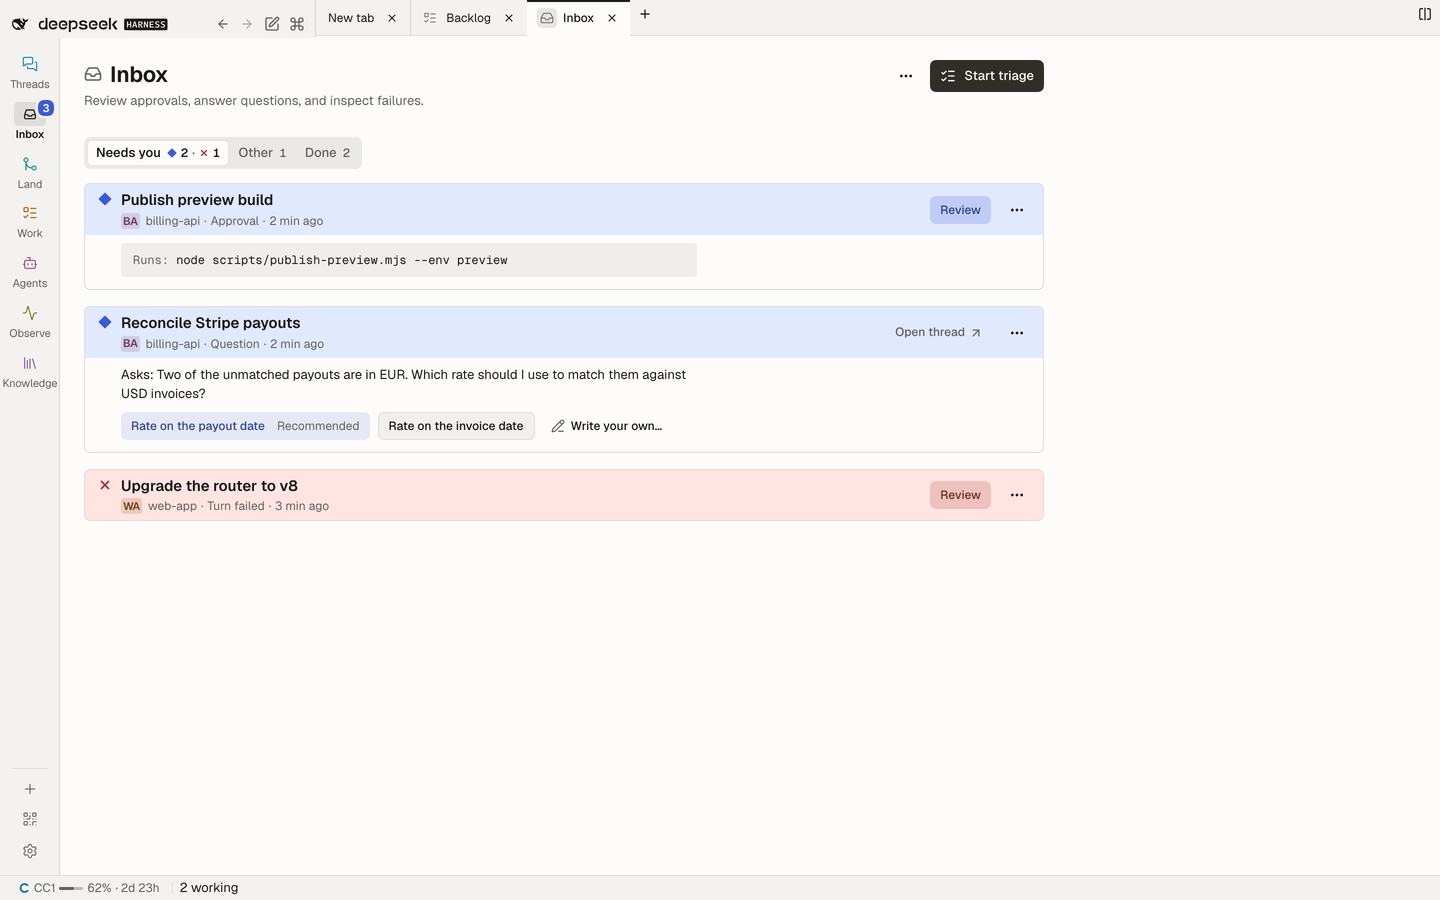 deepseek HARNESS
New tab
Backlog
Inbox
Threads
3
Inbox
Land
Work
Agents
Observe
Knowledge
Inbox
Review approvals, answer questions, and inspect failures.
Start triage
Needs you 2 · 1
Other 1
Done 2
Publish preview build
BA billing-api · Approval · 2 min ago
Review
Runs: node scripts/publish-preview.mjs --env preview
Reconcile Stripe payouts
BA billing-api · Question · 2 min ago
Open thread
Asks: Two of the unmatched payouts are in EUR. Which rate should I use to match them against
USD invoices?
Rate on the payout date Recommended
Rate on the invoice date
Write your own...
Upgrade the router to v8
WA web-app · Turn failed · 3 min ago
Review
CC1 62% · 2d 23h
2 working